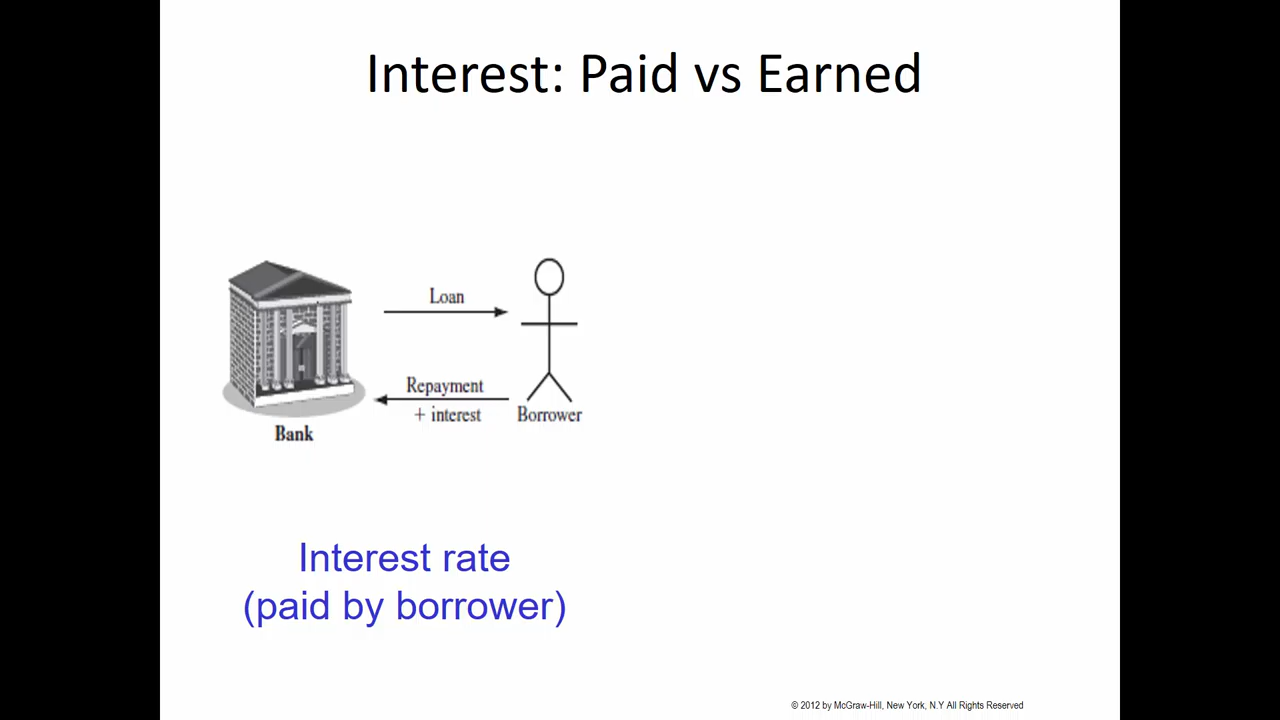 Interest: Paid vs Earned
Loan
Repayment
+ interest
Borrower
Bank
Interest rate
(paid by borrower)
© 2012 by McGraw-Hill, New York, N.Y All Rights Reserved